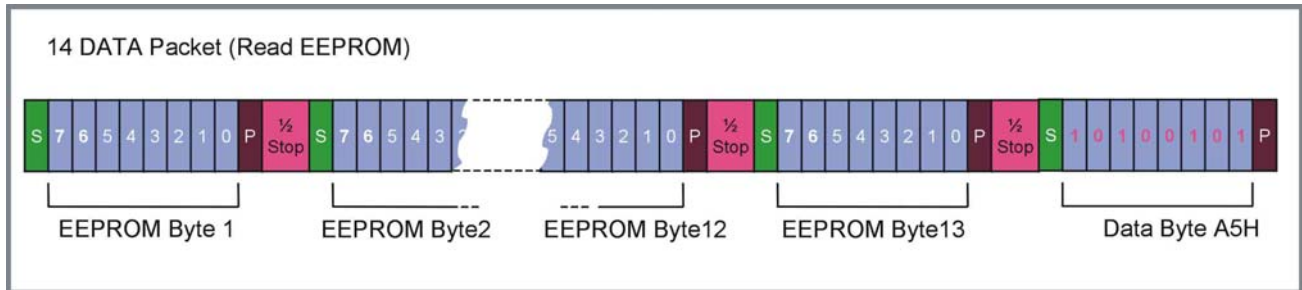 14 DATA Packet (Read EEPROM)
S 7 6 5 4 3 2 1 0 P ½ Stop S 7 6 5 4 3 2 5 4 3 2 1 0 P ½ Stop S 7 6 5 4 3 2 1 0 P ½ Stop S 1 0 1 0 0 1 0 1 P
EEPROM Byte 1 EEPROM Byte2 EEPROM Byte12 EEPROM Byte13 Data Byte A5H